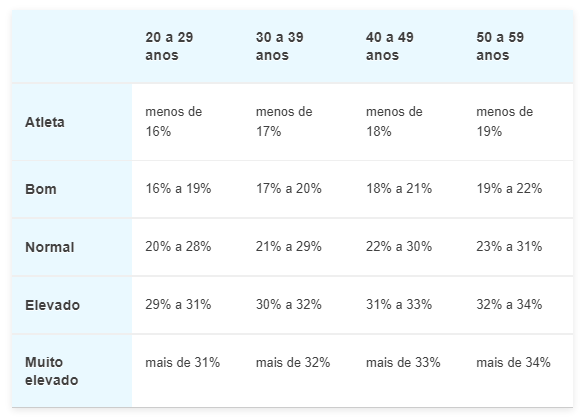 20 a 29 anos 30 a 39 anos 40 a 49 anos 50 a 59 anos
Atleta menos de 16% menos de 17% menos de 18% menos de 19%
Bom 16% a 19% 17% a 20% 18% a 21% 19% a 22%
Normal 20% a 28% 21% a 29% 22% a 30% 23% a 31%
Elevado 29% a 31% 30% a 32% 31% a 33% 32% a 34%
Muito elevado mais de 31% mais de 32% mais de 33% mais de 34%